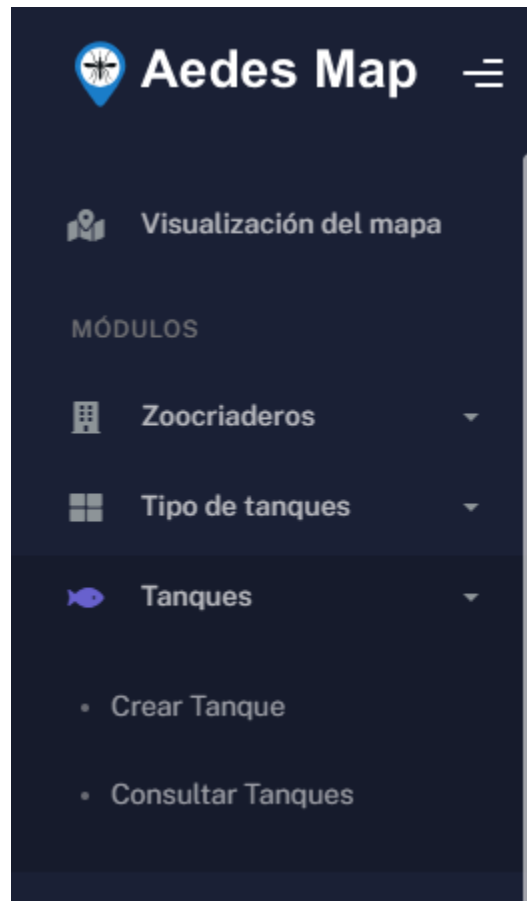 Aedes Map
Visualización del mapa
MÓDULOS
Zoocriaderos
Tipo de tanques
Tanques
• Crear Tanque
• Consultar Tanques